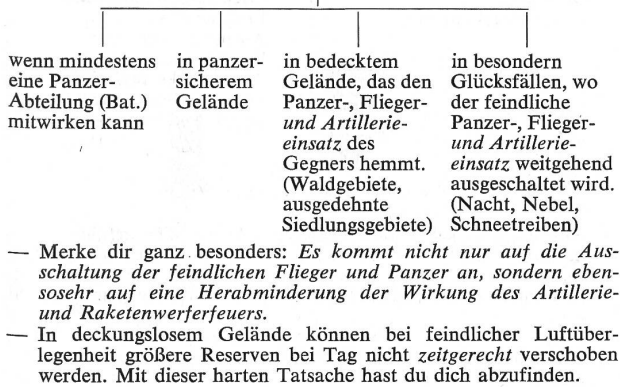 wenn mindestens
eine Panzer-
Abteilung (Bat.)
mitwirken kann
in panzer-
sicherem
Gelände
in bedecktem
Gelände, das den
Panzer-, Flieger-
und Artillerie-
einsatz des
Gegners hemmt.
(Waldgebiete,
ausgedehnte
Siedlungsgebiete)
in besondern
Glücksfällen, wo
der feindliche
Panzer-, Flieger-
und Artillerie-
einsatz weitgehend
ausgeschaltet wird.
(Nacht, Nebel,
Schneetreiben)
— Merke dir ganz besonders: Es kommt nicht nur auf die Aus-
schaltung der feindlichen Flieger und Panzer an, sondern eben-
sosehr auf eine Herabminderung der Wirkung des Artillerie-
und Raketenwerferfeuers.
— In deckungslosem Gelände können bei feindlicher Luftüber-
legenheit größere Reserven bei Tag nicht zeitgerecht verschoben
werden. Mit dieser harten Tatsache hast du dich abzufinden.